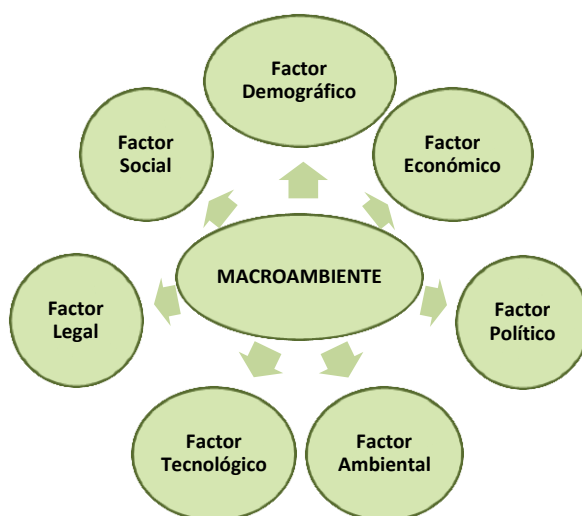 Factor
Demográfico
Factor
Social
Factor
Económico
MACROAMBIENTE
Factor
Legal
Factor
Político
Factor
Tecnológico
Factor
Ambiental